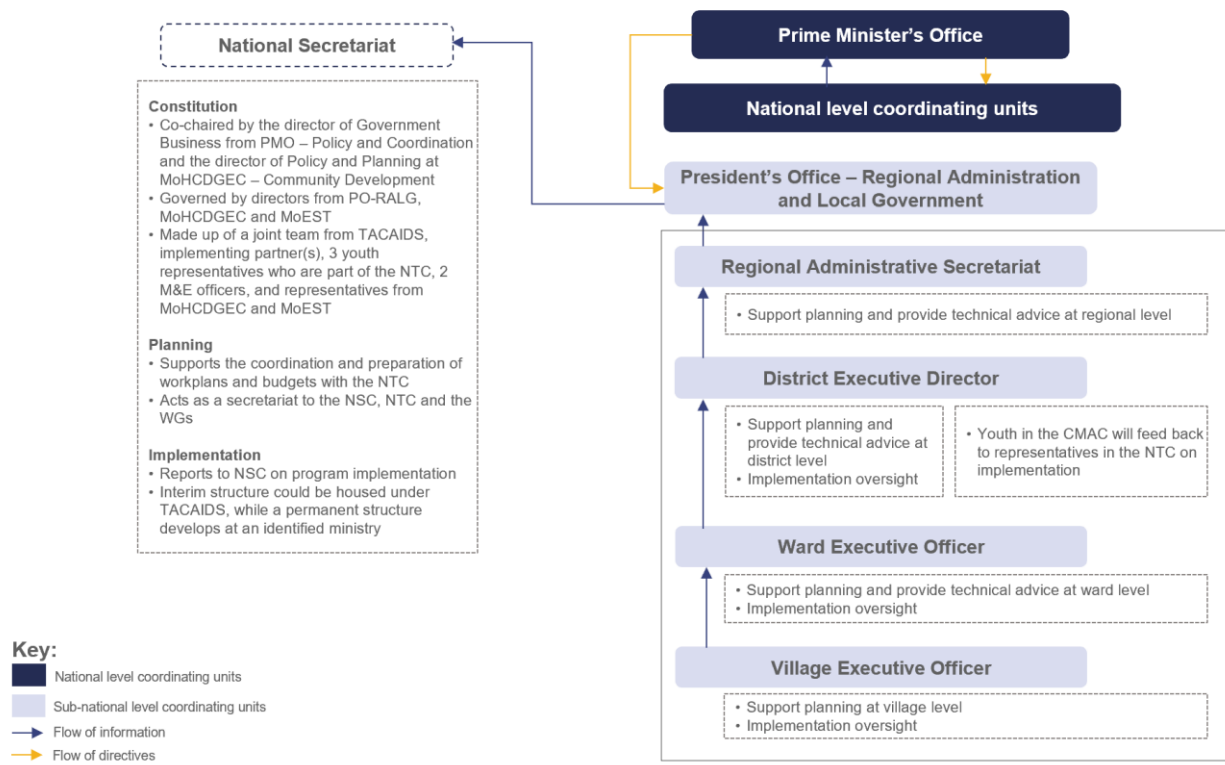 National Secretariat
Constitution
• Co-chaired by the director of Government
Business from PMO – Policy and Coordination
and the director of Policy and Planning at
MoHCDGEC – Community Development
• Governed by directors from PO-RALG,
MoHCDGEC and MoEST
• Made up of a joint team from TACAIDS,
implementing partner(s), 3 youth
representatives who are part of the NTC, 2
M&E officers, and representatives from
MoHCDGEC and MoEST
Planning
• Supports the coordination and preparation of
workplans and budgets with the NTC
• Acts as a secretariat to the NSC, NTC and the
WGs
Implementation
• Reports to NSC on program implementation
• Interim structure could be housed under
TACAIDS, while a permanent structure
develops at an identified ministry
Prime Minister's Office
National level coordinating units
President's Office – Regional Administration
and Local Government
Regional Administrative Secretariat
• Support planning and provide technical advice at regional level
District Executive Director
• Support planning and
provide technical advice at
district level
• Implementation oversight
• Youth in the CMAC will feed back
to representatives in the NTC on
implementation
Ward Executive Officer
• Support planning and provide technical advice at ward level
• Implementation oversight
Village Executive Officer
• Support planning at village level
• Implementation oversight
Key:
National level coordinating units
Sub-national level coordinating units
Flow of information
Flow of directives